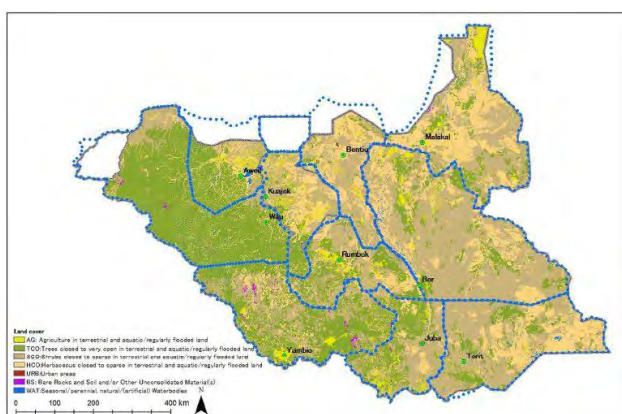 Malakal
Bentiu
Aweil
Kuajok
Wau
Rumbek
Bor
Juba
Torit
Yambio
Land cover
AG: Agriculture in terrestrial and aquatic/regularly flooded land
TCO:Trees closed to very open in terrestrial and aquatic/regularly flooded land
SCO:Shrubs closed to sparse in terrestrial and aquatic/regularly flooded land
HCO:Herbaceous closed to sparse in terrestrial and aquatic/regularly flooded land
URB:Urban areas
BS: Bare Rocks and Soil and/or Other Unconsolidated Material(s)
WAT:Seasonal/perennial, natural/(artificial) Waterbodies
N
0 100 200 400 km